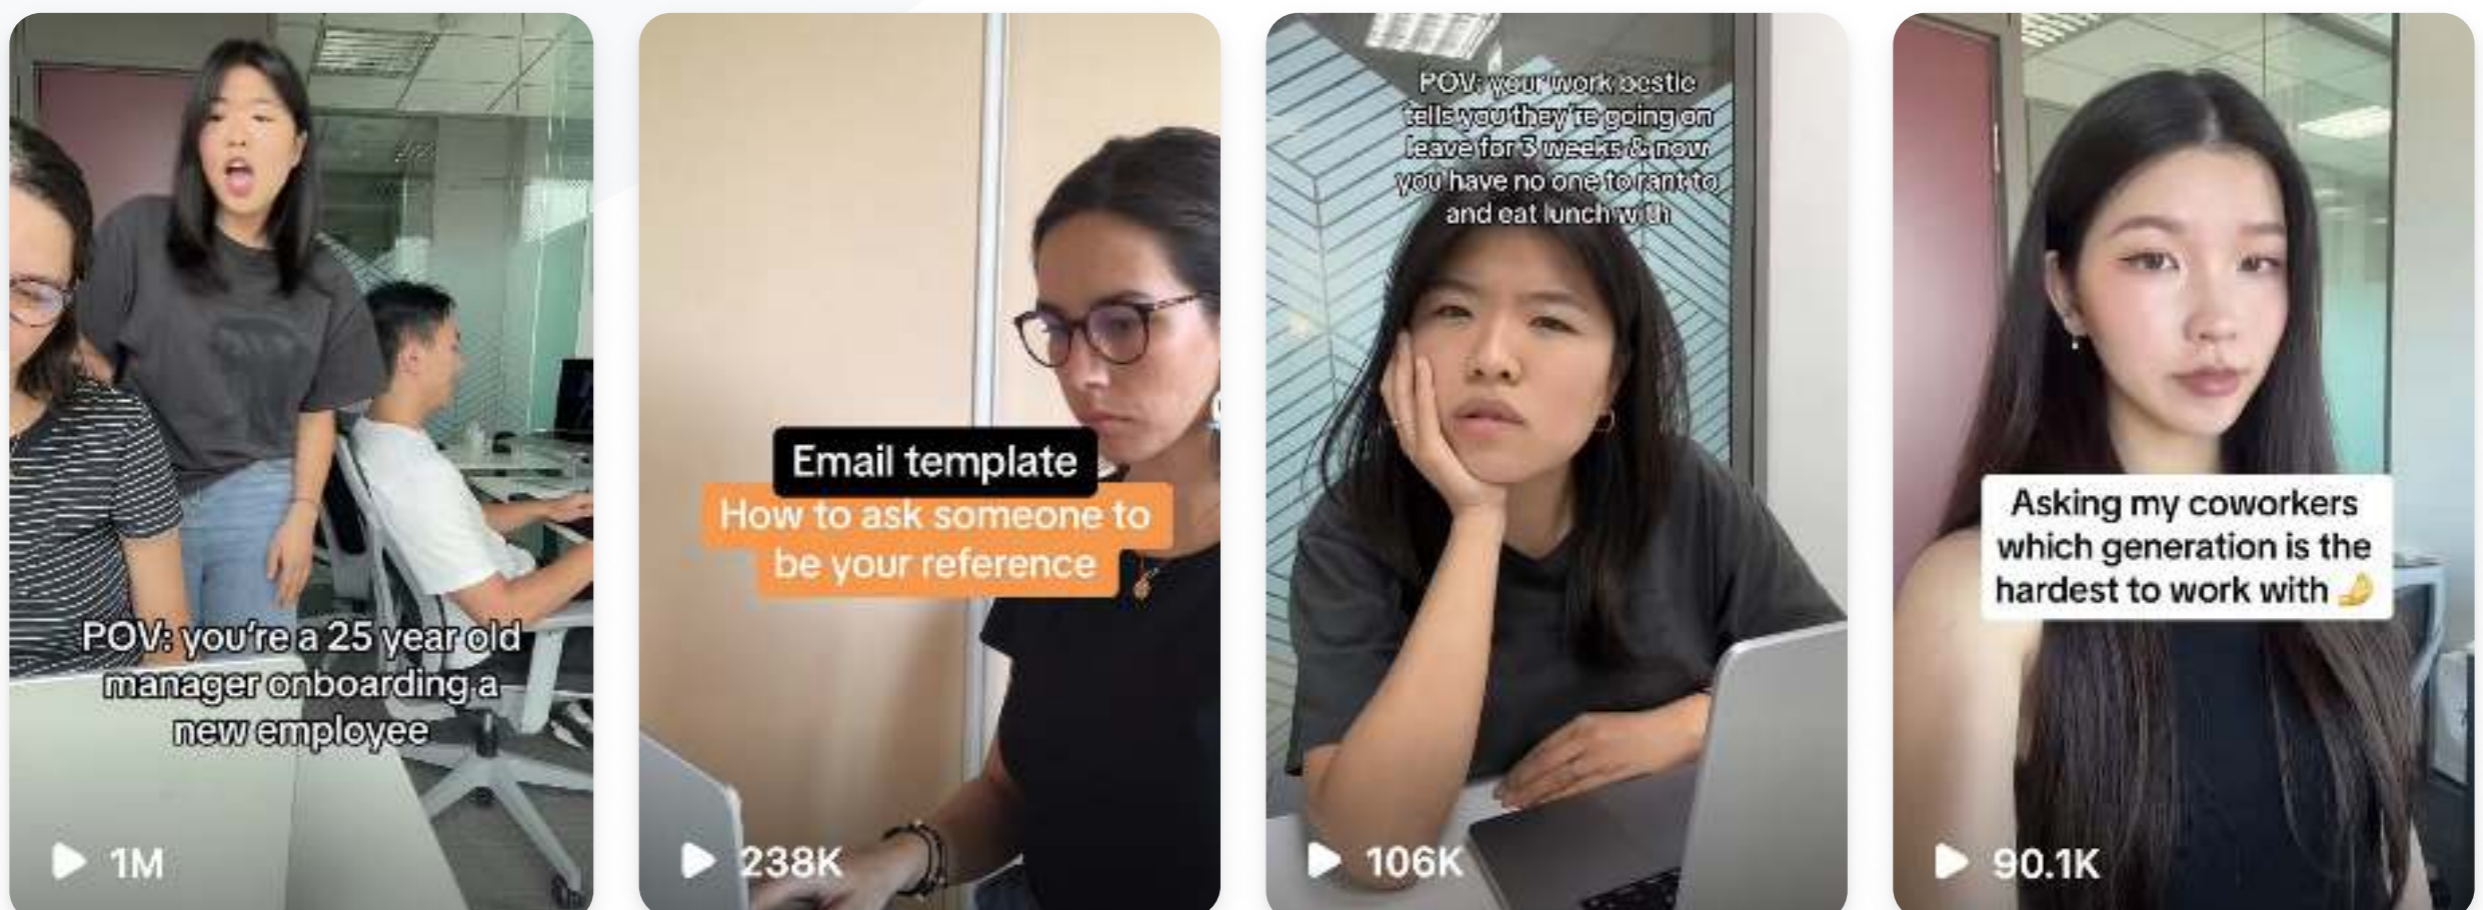 POV: you're a 25 year old
manager onboarding a
new employee
1M
Email template
How to ask someone to
be your reference
238K
POV: your work bestie
tells you they're going on
leave for 3 weeks & now
you have no one to rant to
and eat lunch with
106K
Asking my coworkers
which generation is the
hardest to work with 🫴
90.1K